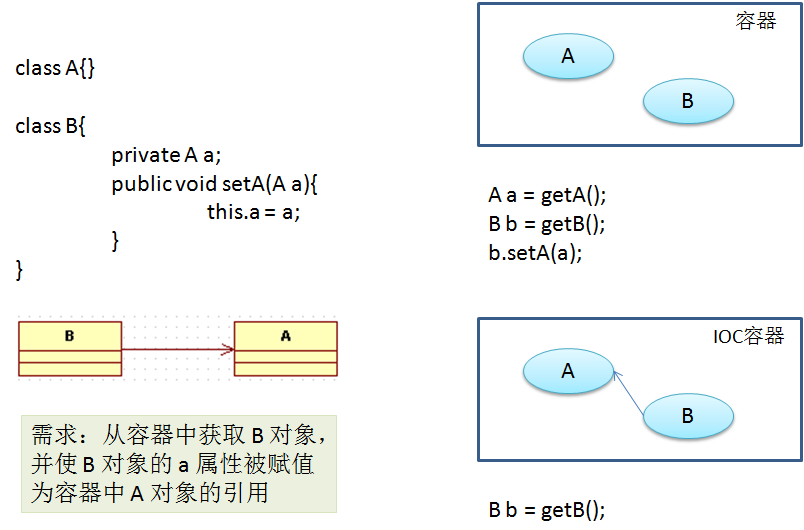 class A{}
class B{
private A a;
public void setA(A a){
this.a = a;
}
}
B
A
需求：从容器中获取 B 对象，
并使 B 对象的 a 属性被赋值
为容器中 A 对象的引用
容器
A
B
A a = getA();
B b = getB();
b.setA(a);
IOC容器
A
B
B b = getB();